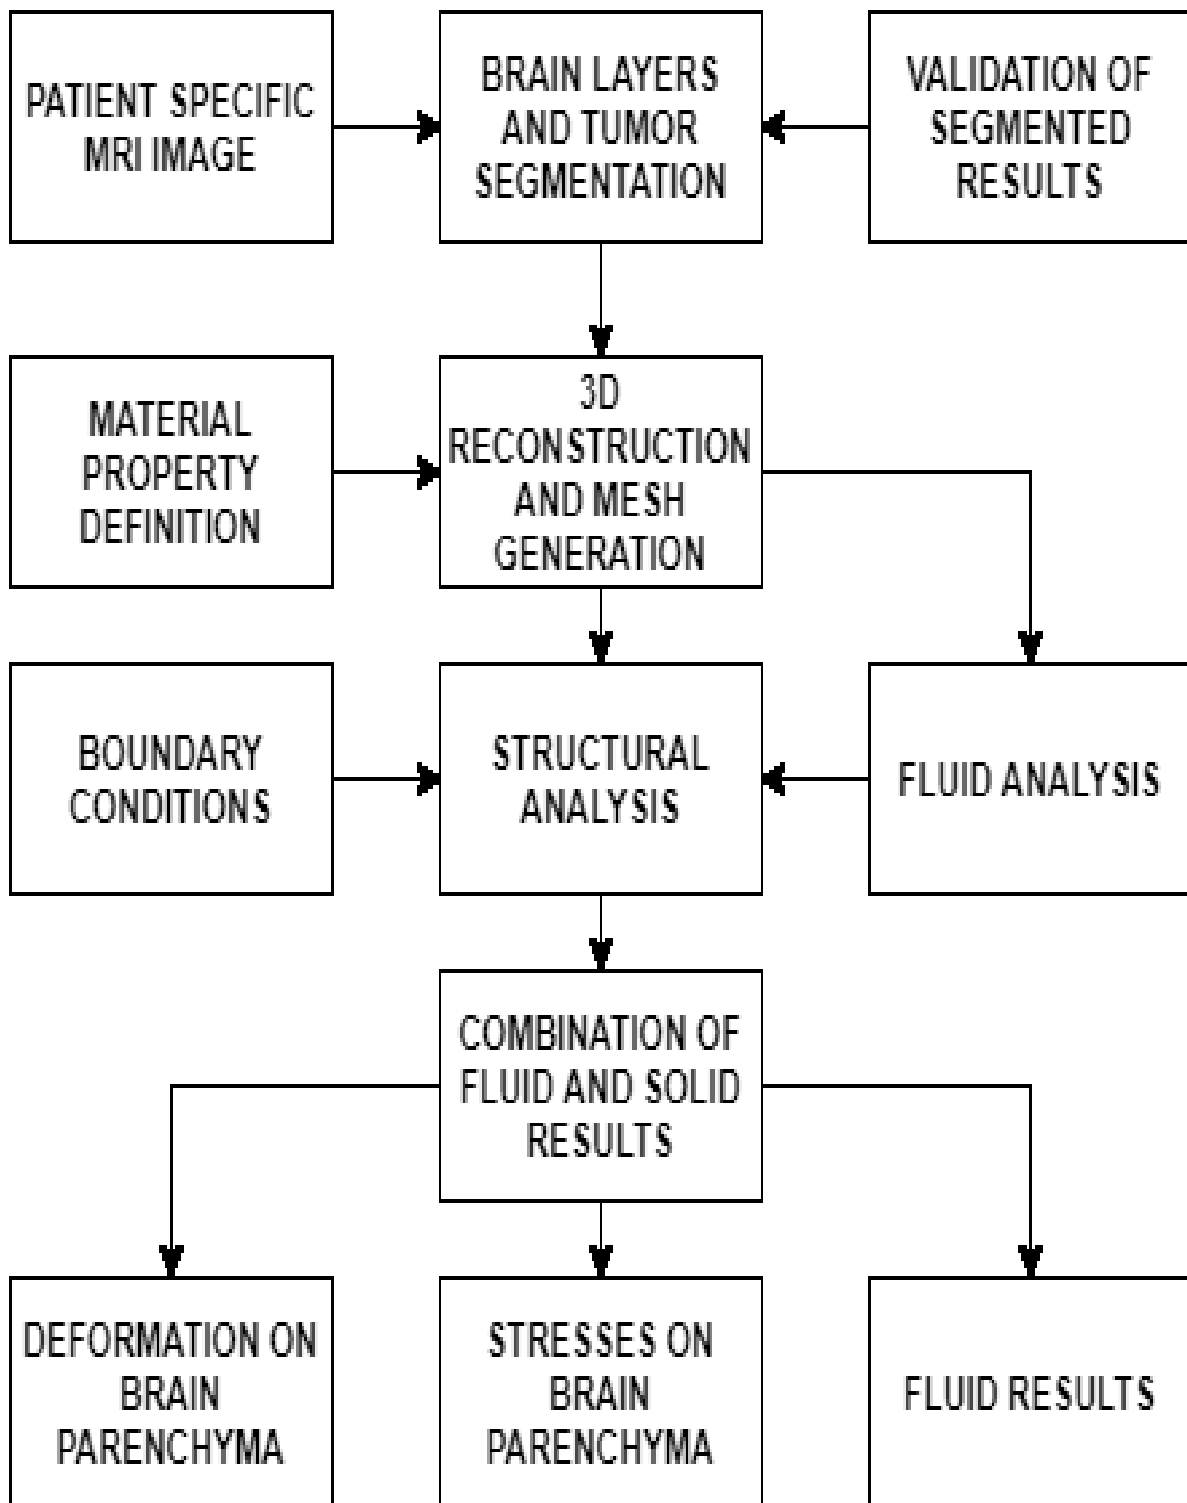 PATIENT SPECIFIC
MRI IMAGE
BRAIN LAYERS
AND TUMOR
SEGMENTATION
VALIDATION OF
SEGMENTED
RESULTS
MATERIAL
PROPERTY
DEFINITION
3D
RECONSTRUCTION
AND MESH
GENERATION
BOUNDARY
CONDITIONS
STRUCTURAL
ANALYSIS
FLUID ANALYSIS
COMBINATION OF
FLUID AND SOLID
RESULTS
DEFORMATION ON
BRAIN
PARENCHYMA
STRESSES ON
BRAIN
PARENCHYMA
FLUID RESULTS